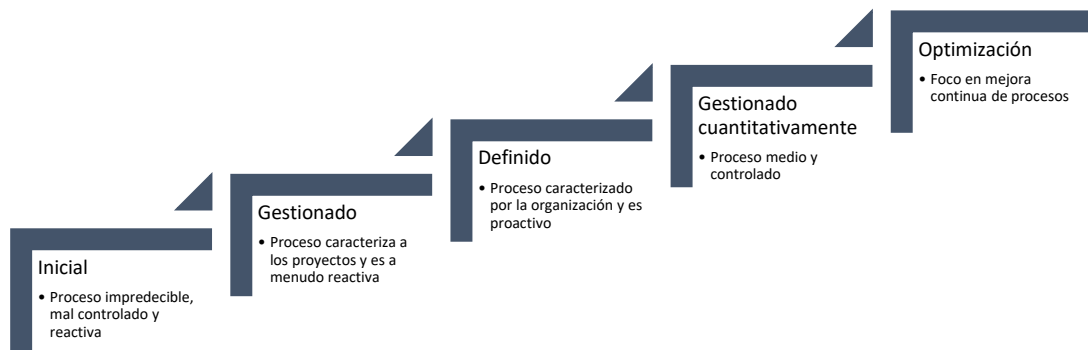 Inicial
• Proceso impredecible,
mal controlado y
reactiva
Gestionado
• Proceso caracteriza a
los proyectos y es a
menudo reactiva
Definido
• Proceso caracterizado
por la organización y es
proactivo
Gestionado
cuantitativamente
• Proceso medio y
controlado
Optimización
• Foco en mejora
continua de procesos